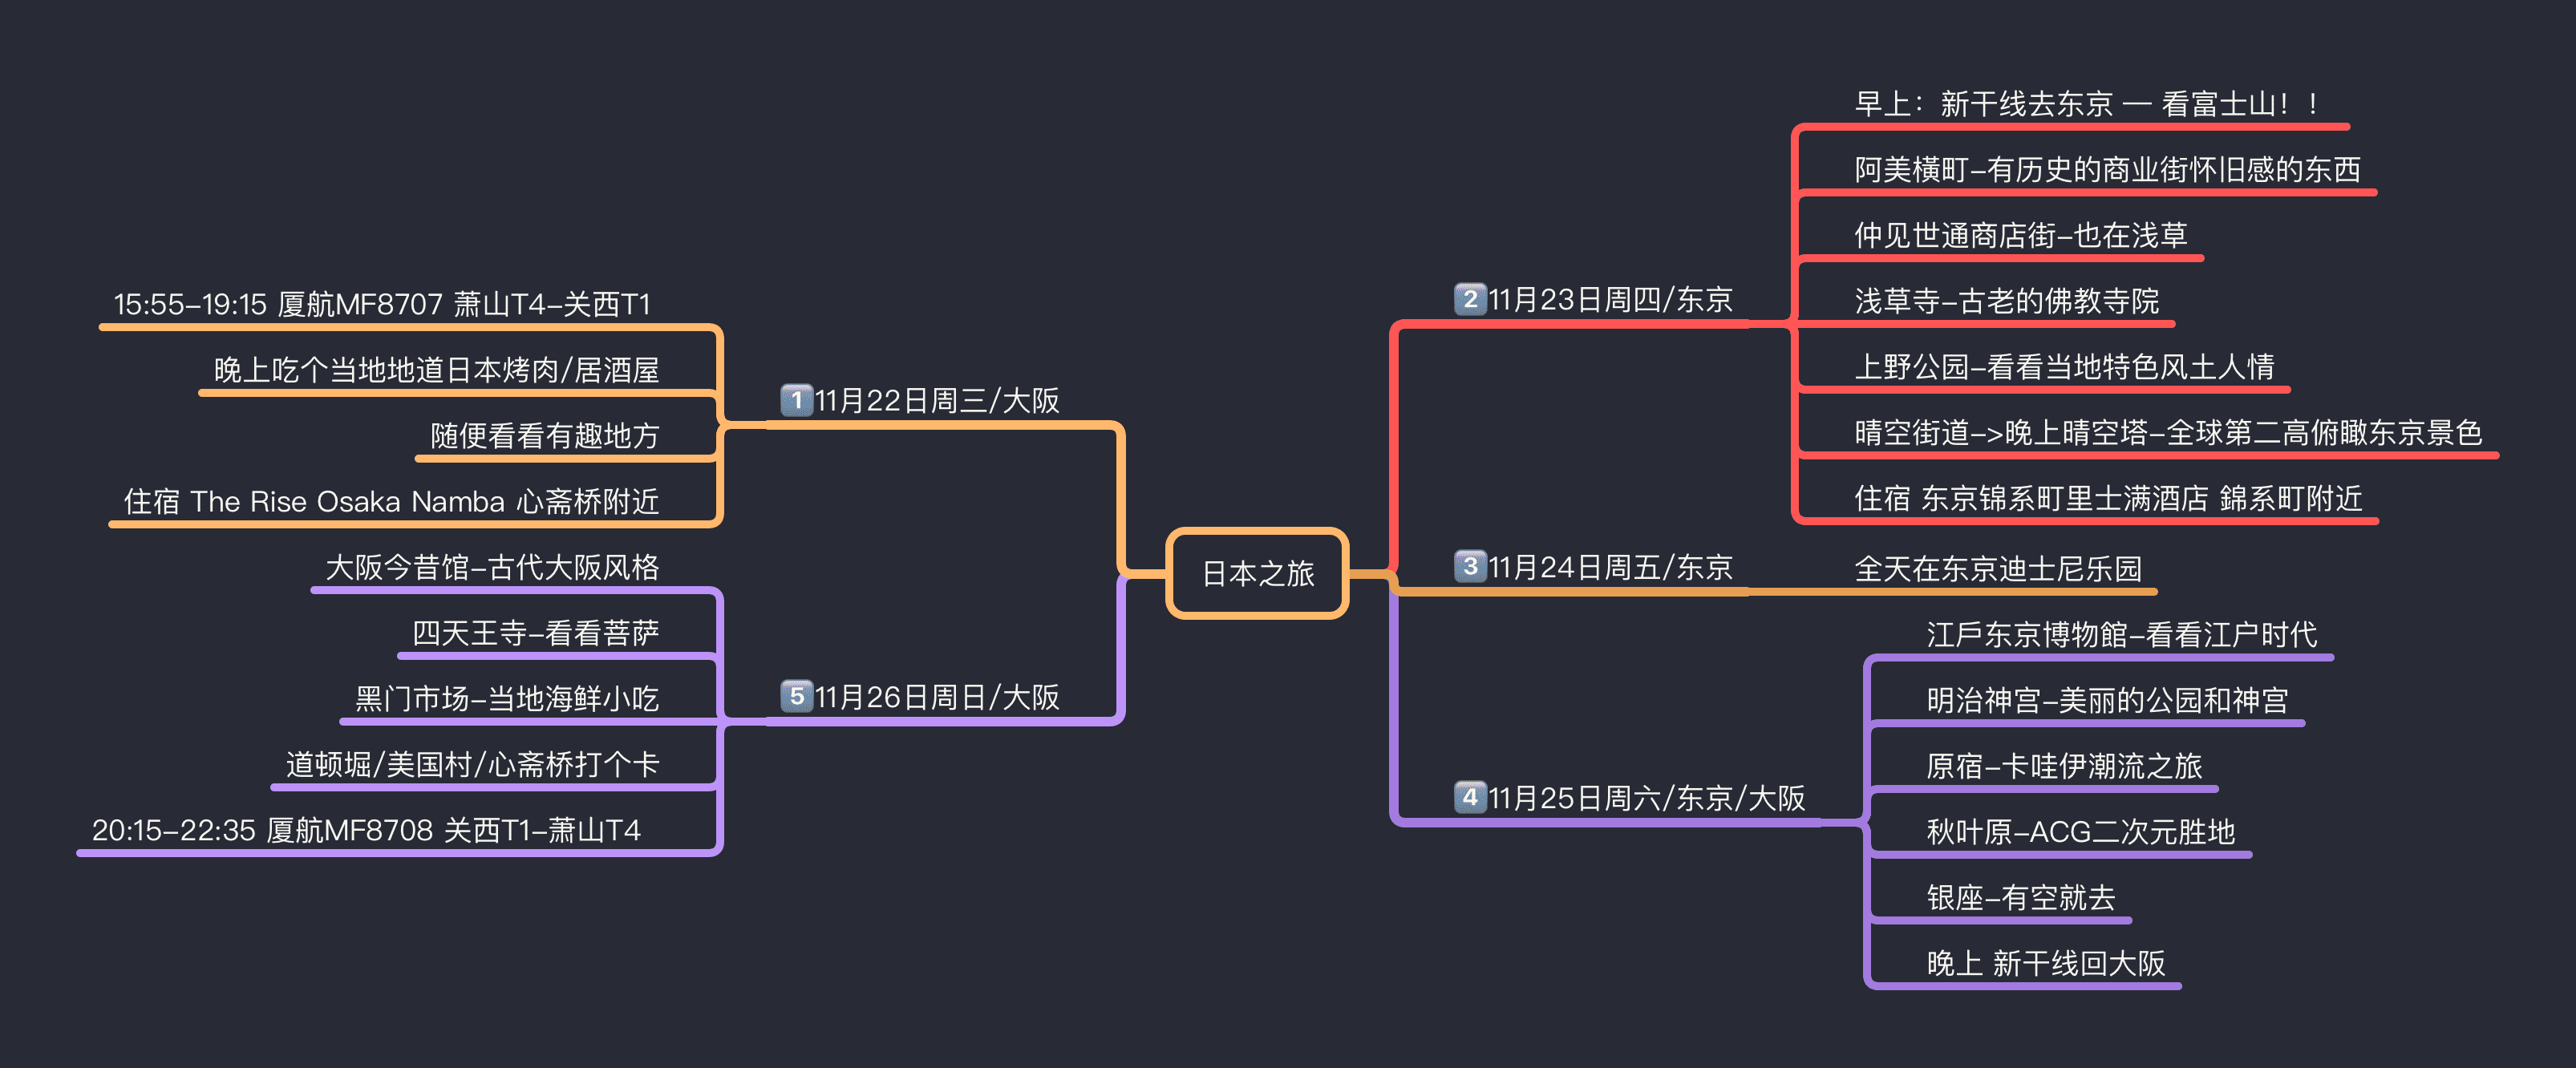 日本之旅
1 11月22日周三/大阪
15:55-19:15 厦航MF8707 萧山T4-关西T1
晚上吃个当地地道日本烤肉/居酒屋
随便看看有趣地方
住宿 The Rise Osaka Namba 心斋桥附近
2 11月23日周四/东京
早上：新干线去东京 — 看富士山！！
阿美橫町-有历史的商业街怀旧感的东西
仲见世通商店街-也在浅草
浅草寺-古老的佛教寺院
上野公园-看看当地特色风土人情
晴空街道->晚上晴空塔-全球第二高俯瞰东京景色
住宿 东京锦系町里士满酒店 錦系町附近
3 11月24日周五/东京
全天在东京迪士尼乐园
4 11月25日周六/东京/大阪
江戶东京博物館-看看江户时代
明治神宫-美丽的公园和神宫
原宿-卡哇伊潮流之旅
秋叶原-ACG二次元胜地
银座-有空就去
晚上 新干线回大阪
5 11月26日周日/大阪
大阪今昔馆-古代大阪风格
四天王寺-看看菩萨
黑门市场-当地海鲜小吃
道顿堀/美国村/心斋桥打个卡
20:15-22:35 厦航MF8708 关西T1-萧山T4